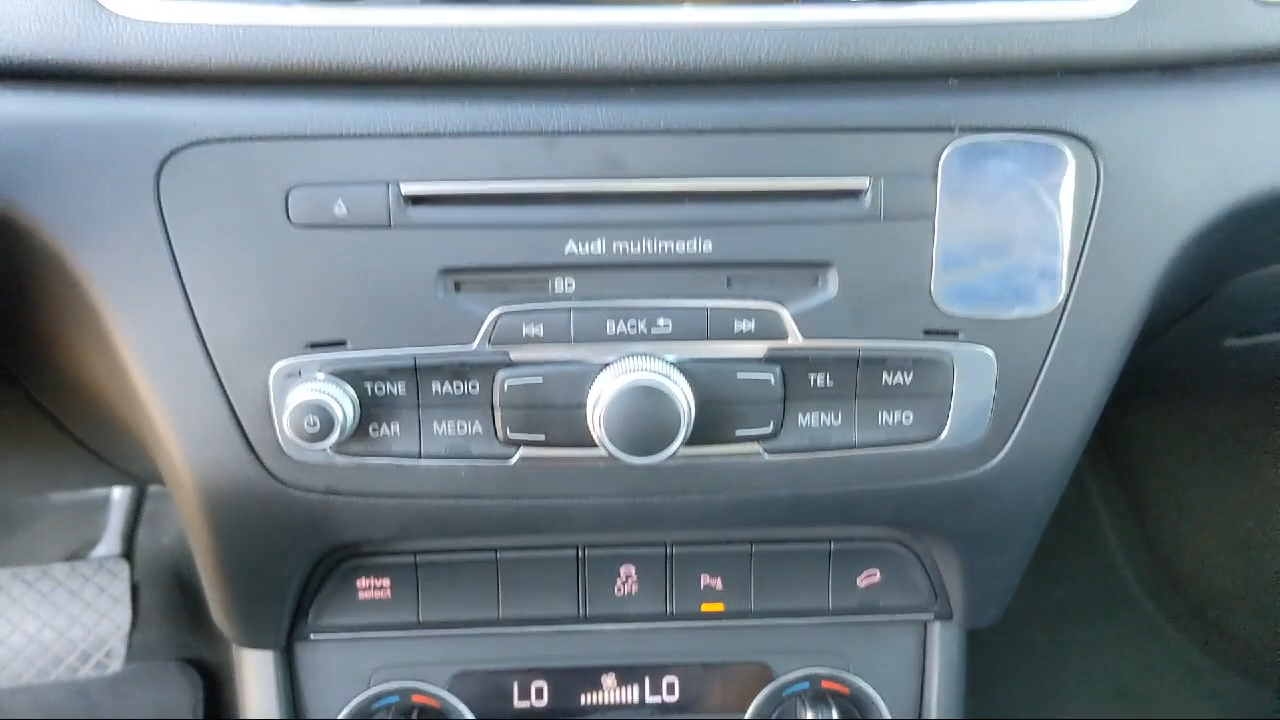 Audi multimedia
SD
BACK
TONE RADIO TEL NAV
CAR MEDIA MENU INFO
drive
select
OFF
P
LO LO